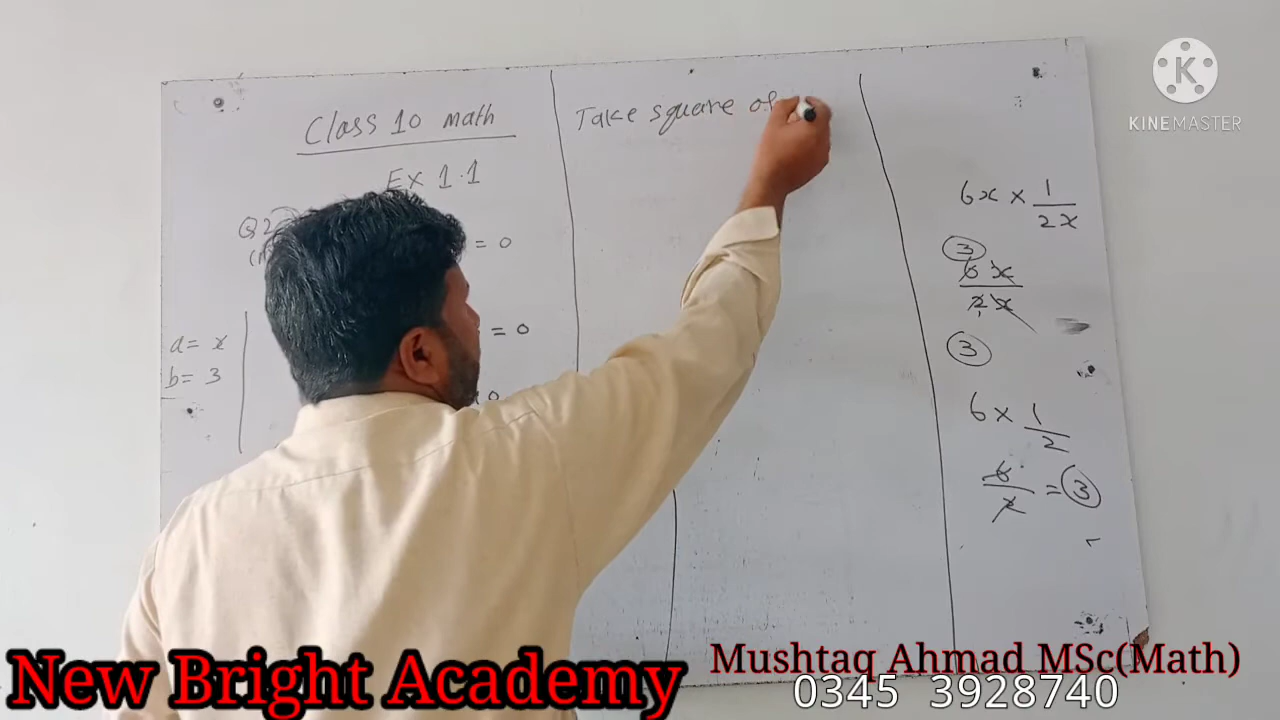 Class 10 math
Ex 1.1
Q2
= 0
= 0
a = x
b = 3
Take square of
6x × 1/2x
3
6x
2x
3
6 × 1/2
6/2 = 3
KINEMASTER
New Bright Academy
Mushtaq Ahmad MSc(Math)
0345 3928740